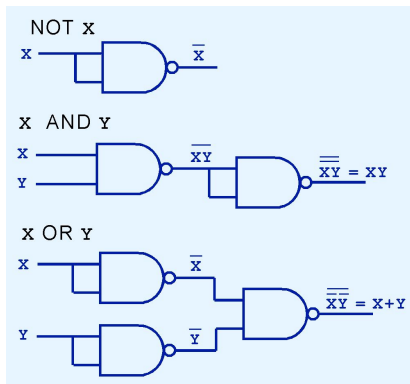 NOT X
X
X̅
X AND Y
X
Y
X̅Y̅
X̿Y̿ = XY
X OR Y
X
X̅
Y
Y̅
X̿Y̿ = X+Y